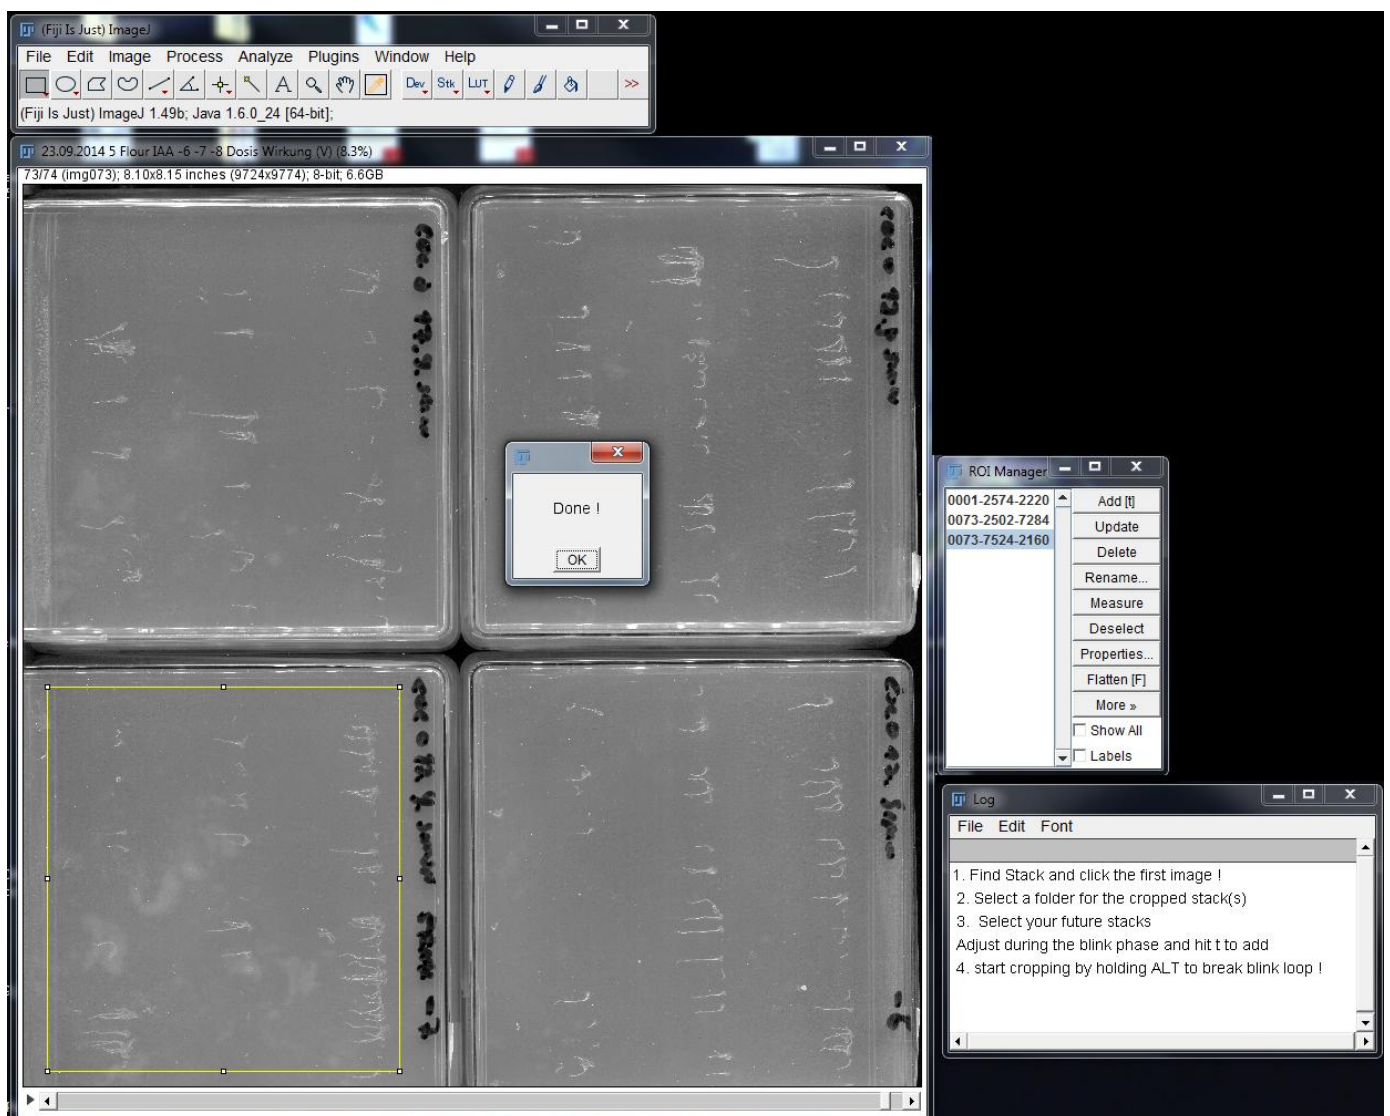 (Fiji Is Just) ImageJ
File Edit Image Process Analyze Plugins Window Help
Dev Stk LUT >>
(Fiji Is Just) ImageJ 1.49b; Java 1.6.0_24 [64-bit];
23.09.2014 5 Flour IAA -6 -7 -8 Dosis Wirkung (V) (8.3%)
73/74 (img073); 8.10x8.15 inches (9724x9774); 8-bit; 6.6GB
Done !
OK
ROI Manager
0001-2574-2220
0073-2502-7284
0073-7524-2160
Add [t]
Update
Delete
Rename...
Measure
Deselect
Properties...
Flatten [F]
More »
Show All
Labels
Log
File Edit Font
1. Find Stack and click the first image !
2. Select a folder for the cropped stack(s)
3. Select your future stacks
Adjust during the blink phase and hit t to add
4. start cropping by holding ALT to break blink loop !